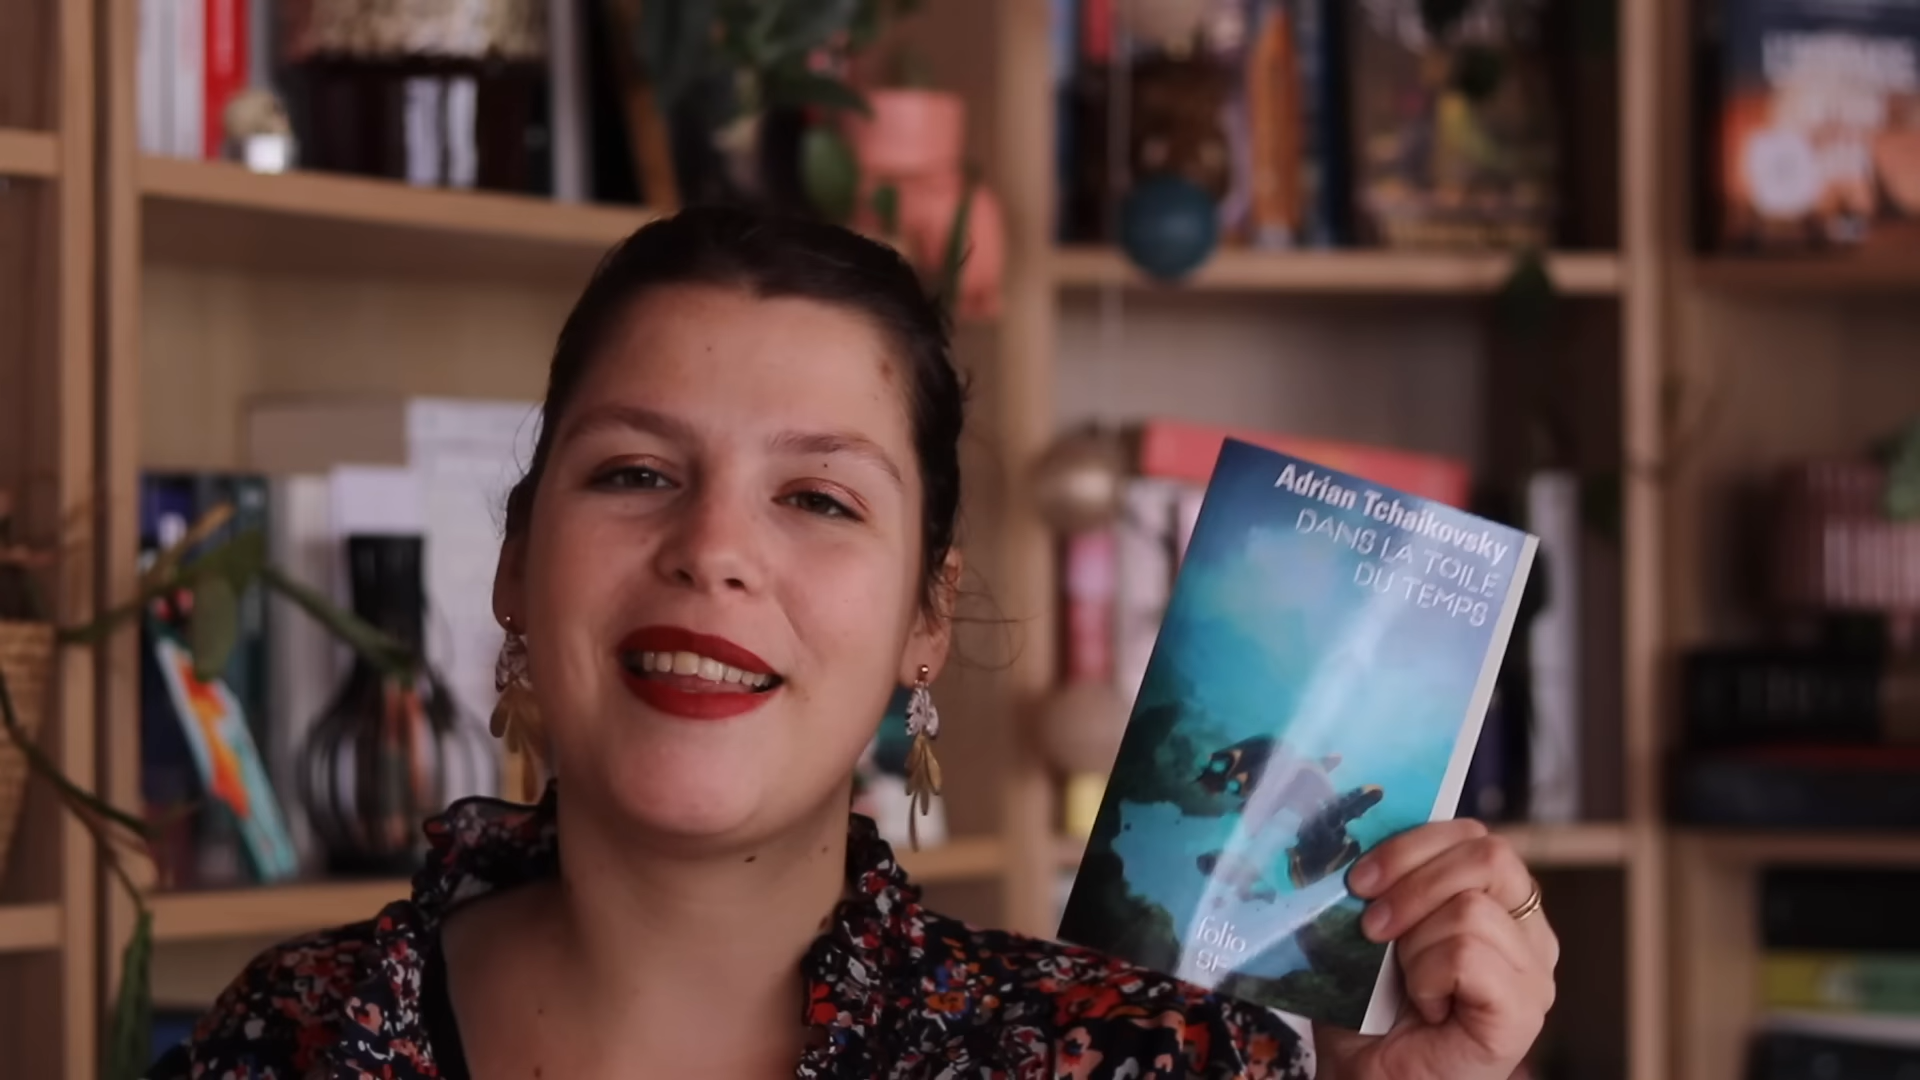 Adrian Tchaikovsky
DANS LA TOILE
DU TEMPS
folio
SF